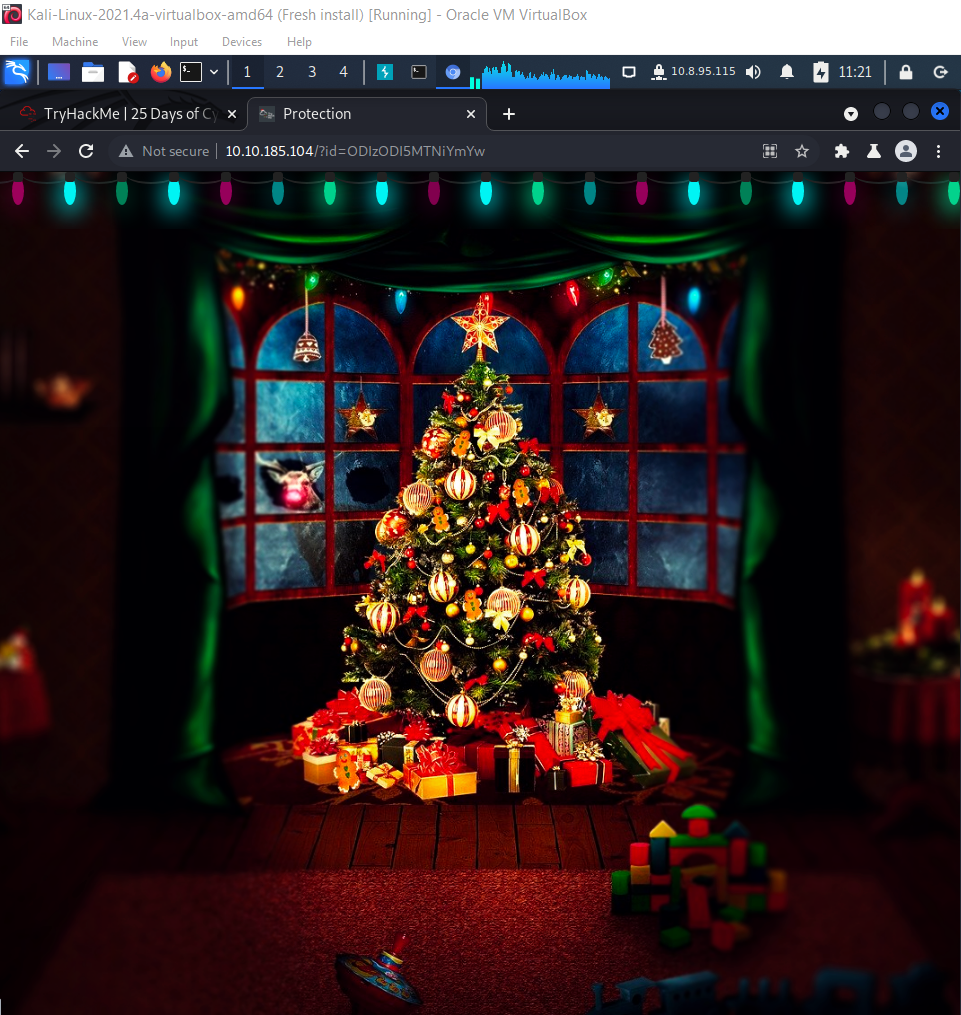 Kali-Linux-2021.4a-virtualbox-amd64 (Fresh install) [Running] - Oracle VM VirtualBox
File Machine View Input Devices Help
1 2 3 4 10.8.95.115 11:21
TryHackMe | 25 Days of Cy Protection
Not secure 10.10.185.104/?id=ODIzODI5MTNiYmYw